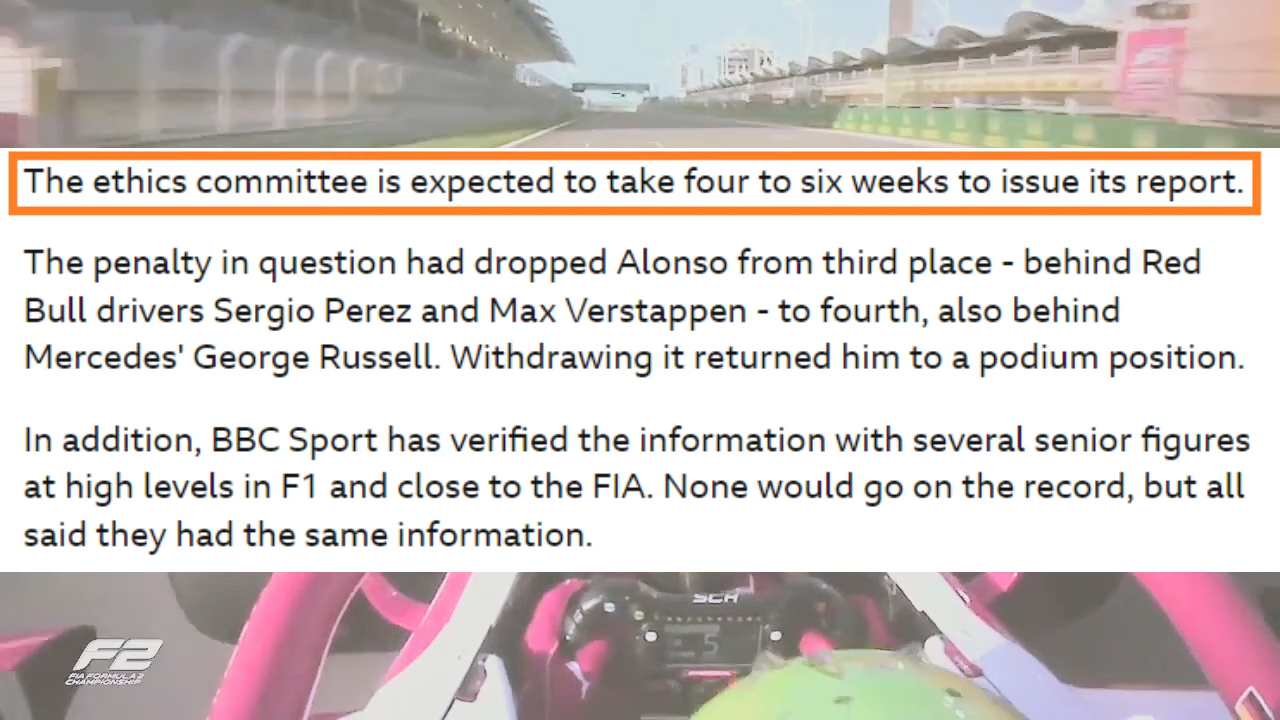 The ethics committee is expected to take four to six weeks to issue its report.
The penalty in question had dropped Alonso from third place - behind Red
Bull drivers Sergio Perez and Max Verstappen - to fourth, also behind
Mercedes' George Russell. Withdrawing it returned him to a podium position.
In addition, BBC Sport has verified the information with several senior figures
at high levels in F1 and close to the FIA. None would go on the record, but all
said they had the same information.
SCH
5
F2
FIA FORMULA 2
CHAMPIONSHIP